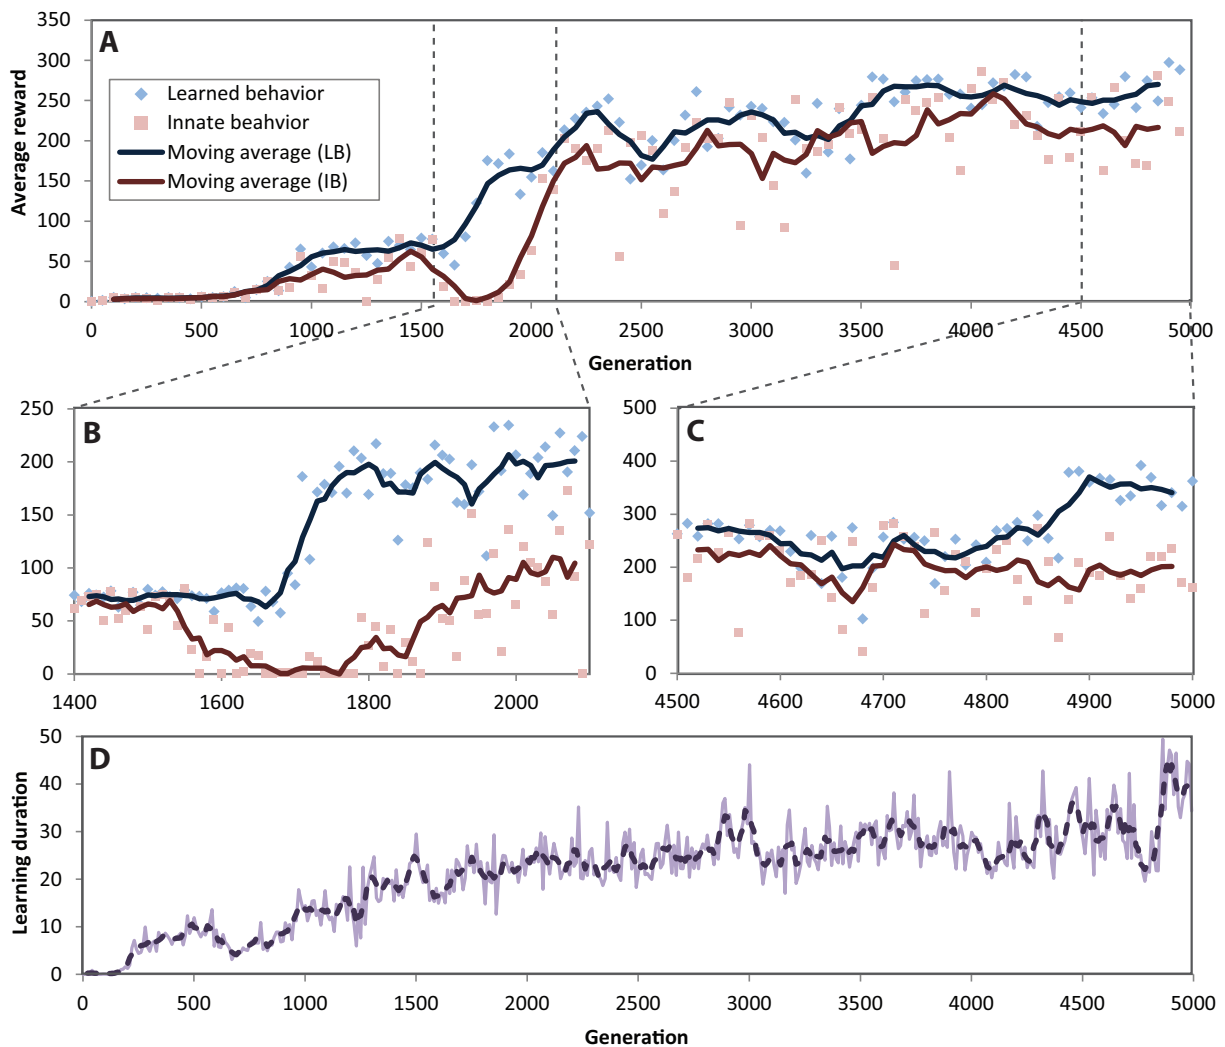 A
350
300
250
200
150
100
50
0
Average reward
Learned behavior
Innate beahvior
Moving average (LB)
Moving average (IB)
0 500 1000 1500 2000 2500 3000 3500 4000 4500 5000
Generation
B
250
200
150
100
50
0
1400 1600 1800 2000
C
500
400
300
200
100
0
4500 4600 4700 4800 4900 5000
D
50
40
30
20
10
0
Learning duration
0 500 1000 1500 2000 2500 3000 3500 4000 4500 5000
Generation